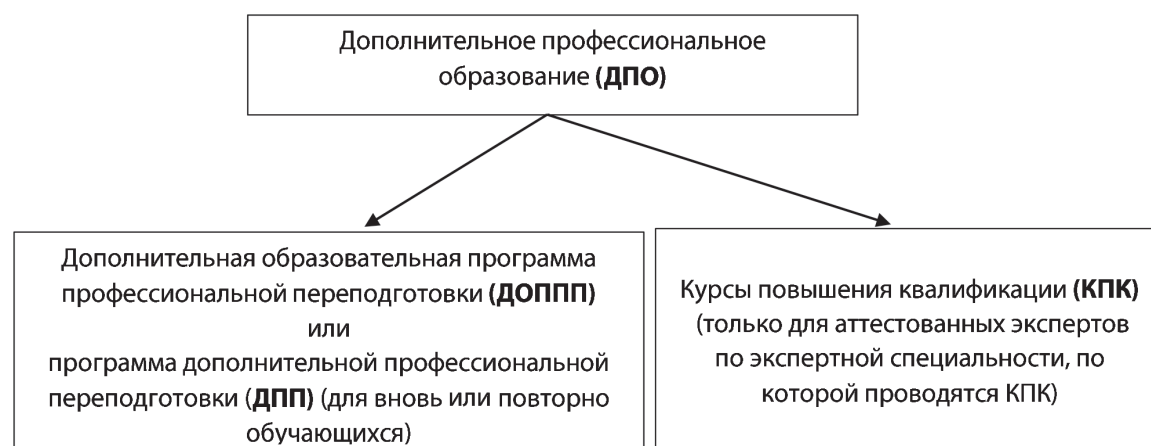 Дополнительное профессиональное
образование (ДПО)
Дополнительная образовательная программа
профессиональной переподготовки (ДОППП)
или
программа дополнительной профессиональной
переподготовки (ДПП) (для вновь или повторно
обучающихся)
Курсы повышения квалификации (КПК)
(только для аттестованных экспертов
по экспертной специальности, по
которой проводятся КПК)